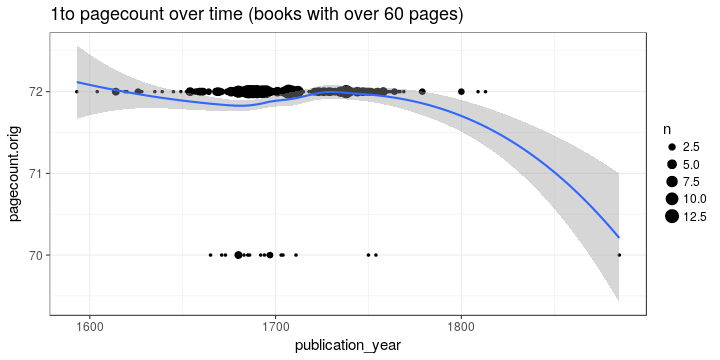 1to pagecount over time (books with over 60 pages)
72
71
70
pagecount.orig
1600
1700
1800
publication_year
n
2.5
5.0
7.5
10.0
12.5